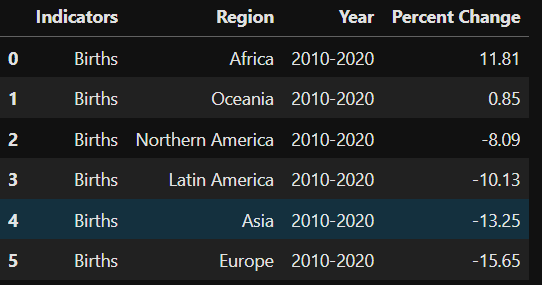 Indicators Region Year Percent Change
0 Births Africa 2010-2020 11.81
1 Births Oceania 2010-2020 0.85
2 Births Northern America 2010-2020 -8.09
3 Births Latin America 2010-2020 -10.13
4 Births Asia 2010-2020 -13.25
5 Births Europe 2010-2020 -15.65